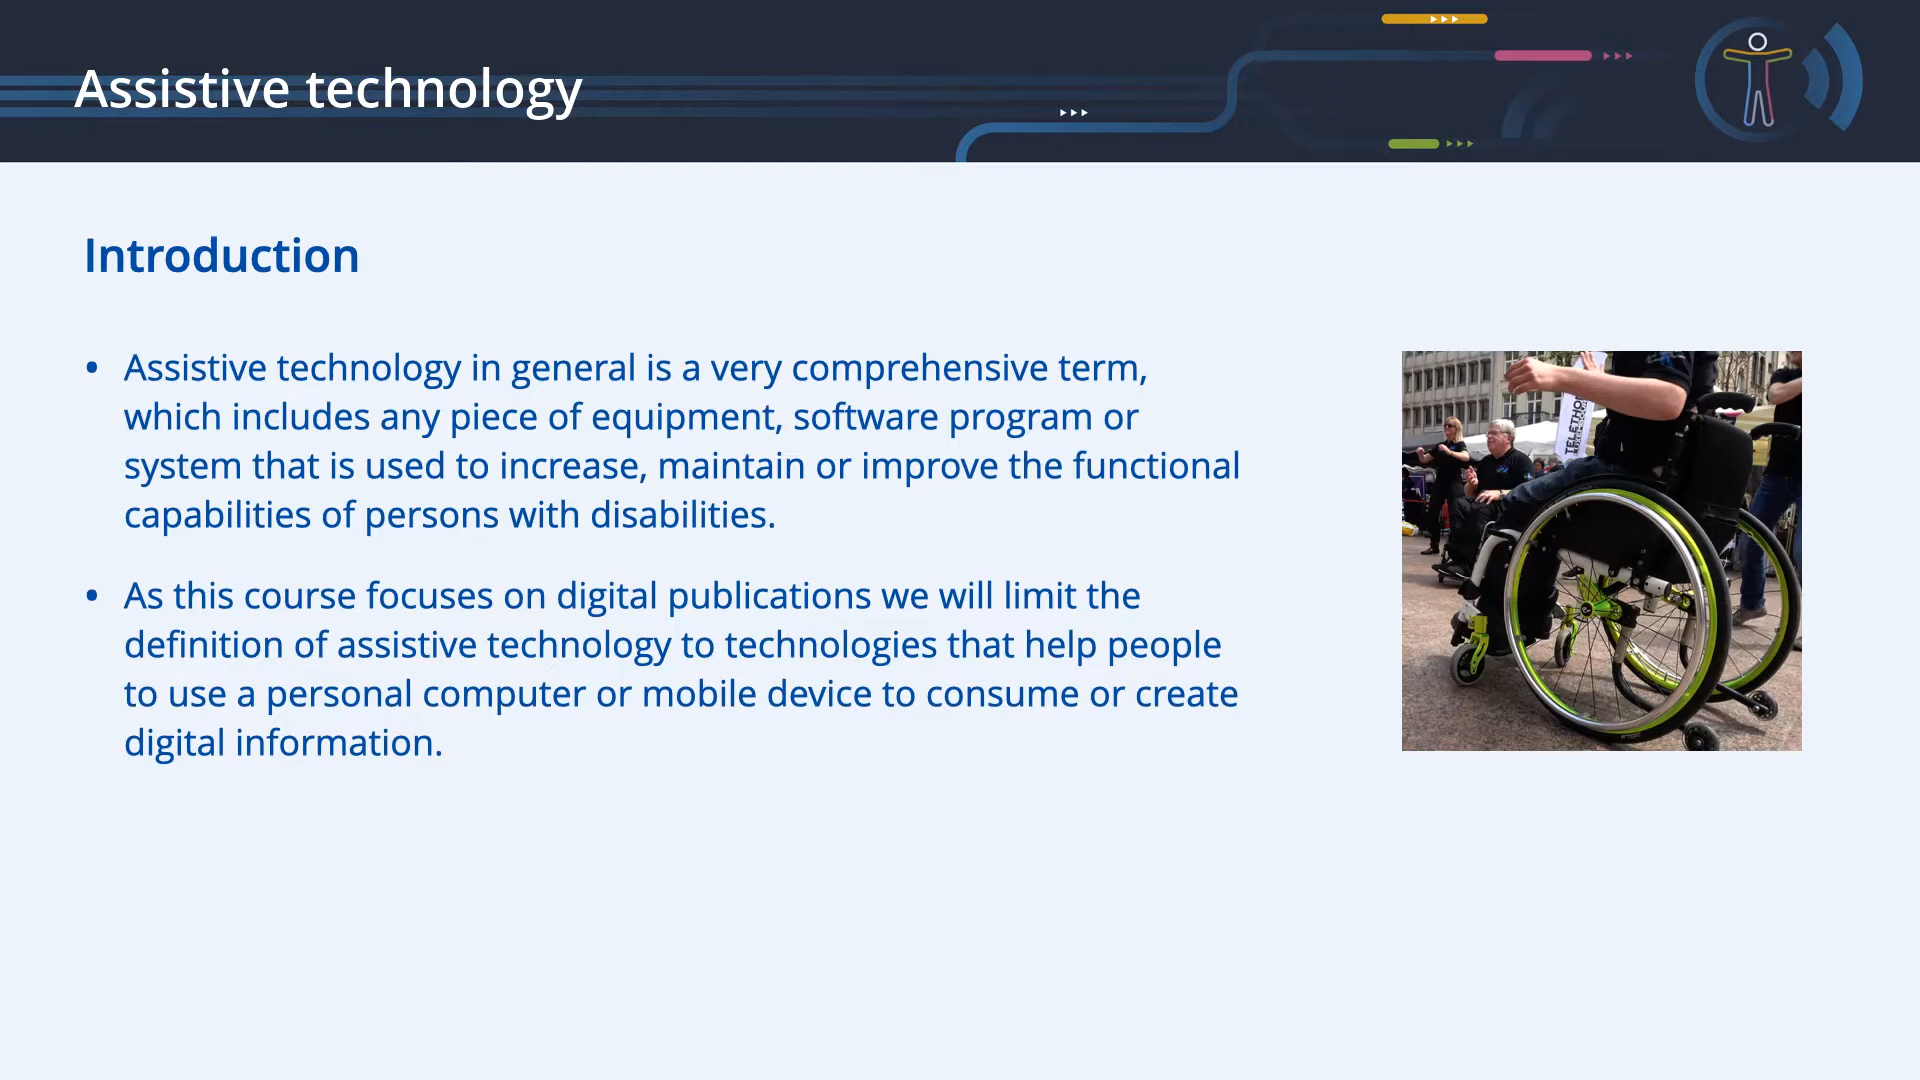 Assistive technology
Introduction
• Assistive technology in general is a very comprehensive term,
which includes any piece of equipment, software program or
system that is used to increase, maintain or improve the functional
capabilities of persons with disabilities.
• As this course focuses on digital publications we will limit the
definition of assistive technology to technologies that help people
to use a personal computer or mobile device to consume or create
digital information.